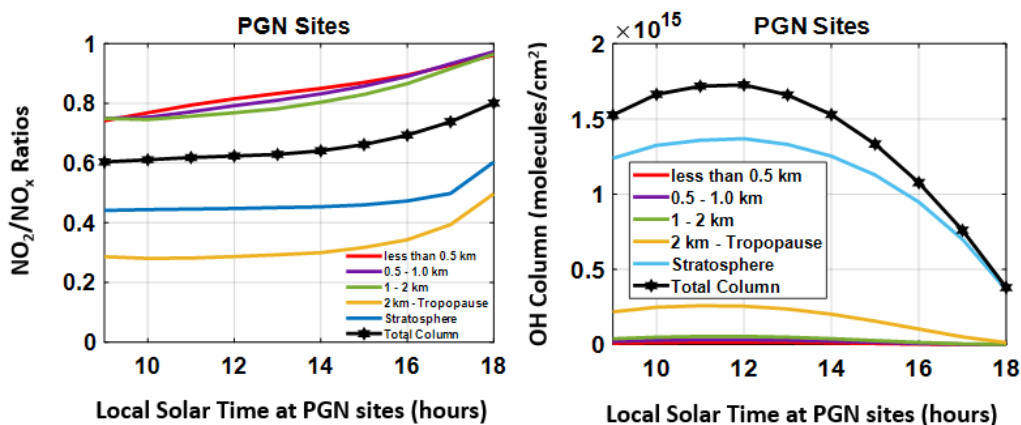 PGN Sites
NO₂/NOₓ Ratios
1
0.8
0.6
0.4
0.2
0
less than 0.5 km
0.5 - 1.0 km
1 - 2 km
2 km - Tropopause
Stratosphere
Total Column
10 12 14 16 18
Local Solar Time at PGN sites (hours)
×10¹⁵
PGN Sites
OH Column (molecules/cm²)
2
1.5
1
0.5
0
less than 0.5 km
0.5 - 1.0 km
1 - 2 km
2 km - Tropopause
Stratosphere
Total Column
10 12 14 16 18
Local Solar Time at PGN sites (hours)